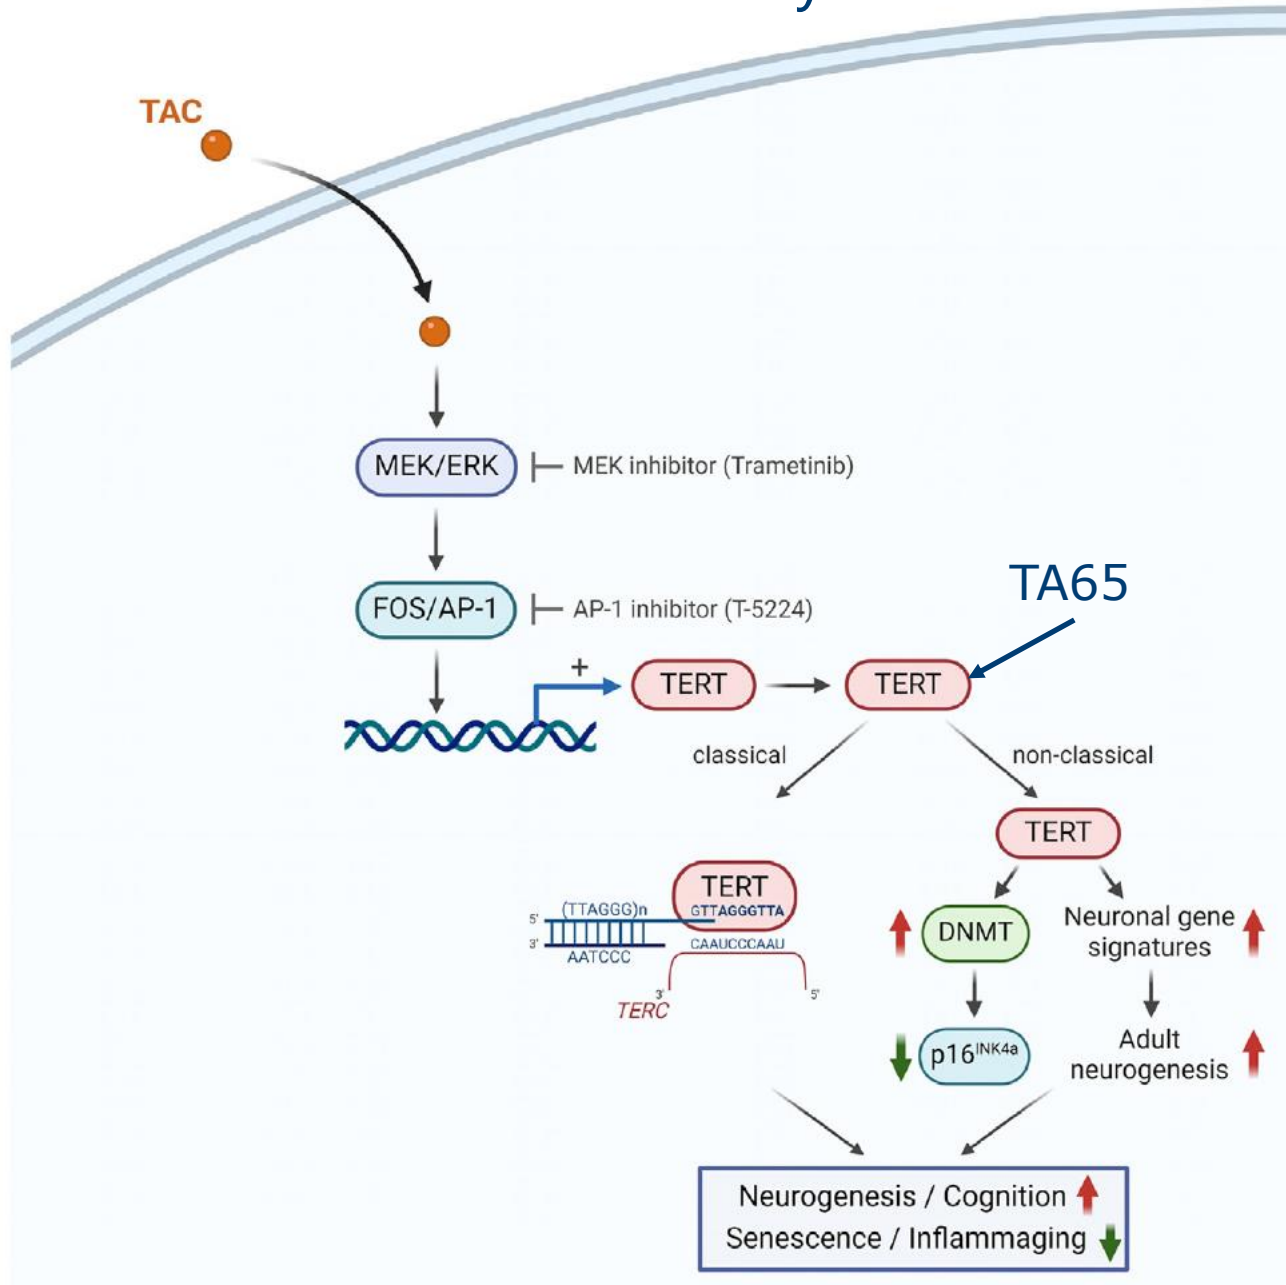 TAC
MEK/ERK
MEK inhibitor (Trametinib)
FOS/AP-1
AP-1 inhibitor (T-5224)
TA65
+
TERT
TERT
classical
non-classical
TERT
TERT
(TTAGGG)n
GTTAGGGTTA
5'
3'
AATCCC
CAAUCCCAAU
3'
5'
TERC
DNMT
Neuronal gene
signatures
p16INK4a
Adult
neurogenesis
Neurogenesis / Cognition
Senescence / Inflammaging